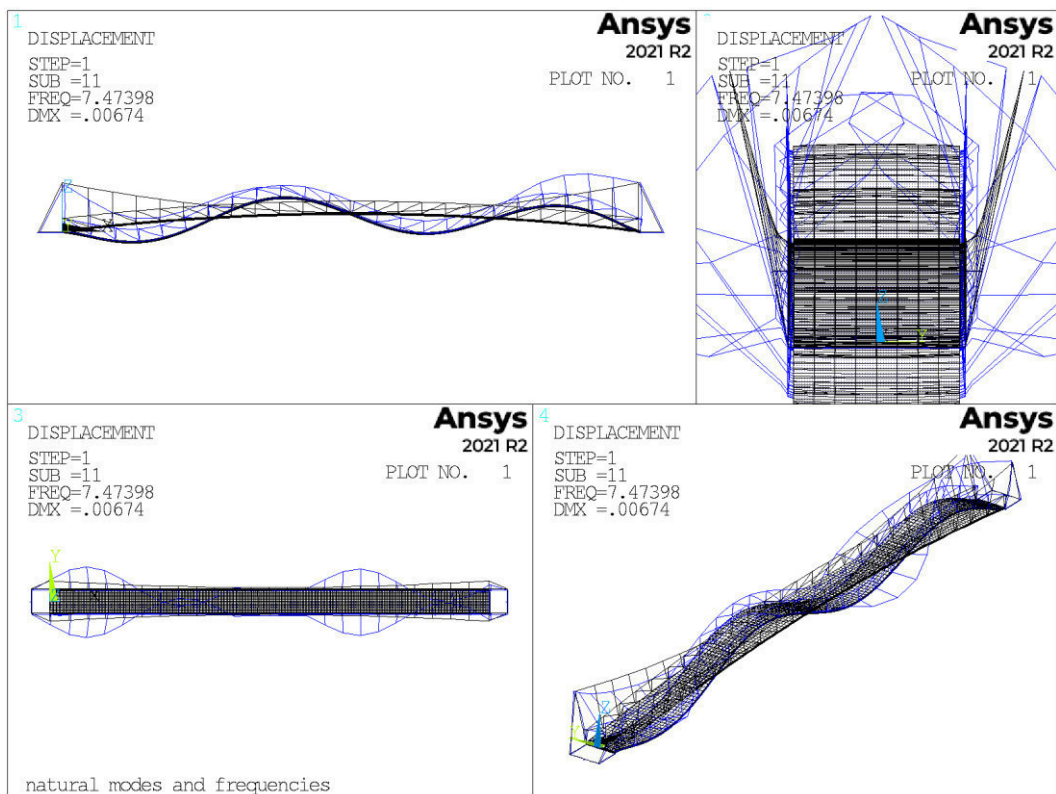 1
Ansys
2021 R2
DISPLACEMENT
STEP=1
SUB =11
FREQ=7.47398
DMX =.00674
PLOT NO. 1
Z
X
Ansys
2021 R2
DISPLACEMENT
STEP=1
SUB =11
FREQ=7.47398
DMX =.00674
PLOT NO. 1
Z
Y
3
Ansys
2021 R2
DISPLACEMENT
STEP=1
SUB =11
FREQ=7.47398
DMX =.00674
PLOT NO. 1
Y
X
natural modes and frequencies
4
Ansys
2021 R2
DISPLACEMENT
STEP=1
SUB =11
FREQ=7.47398
DMX =.00674
PLOT NO. 1
Z
Y